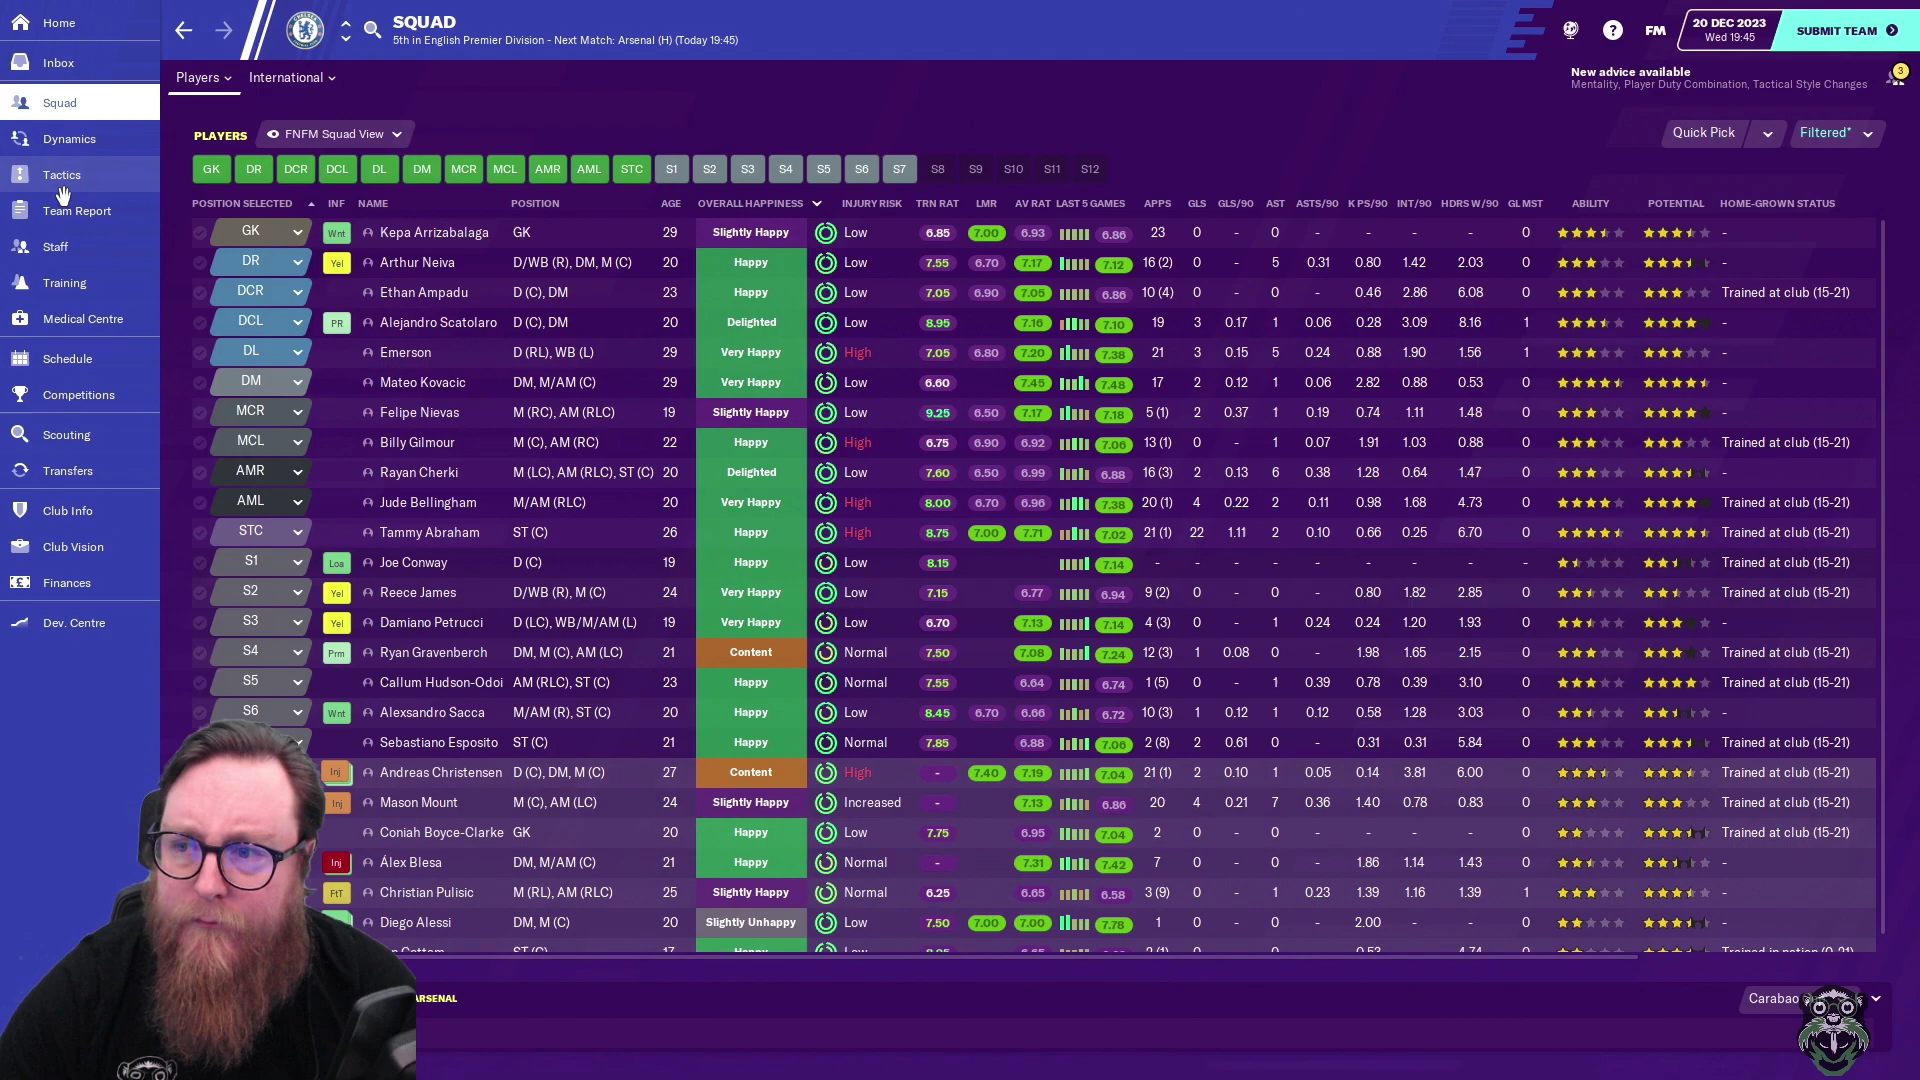 Home
Inbox
Squad
Dynamics
Tactics
Team Report
Staff
Training
Medical Centre
Schedule
Competitions
Scouting
Transfers
Club Info
Club Vision
Finances
Dev. Centre
SQUAD
5th in English Premier Division - Next Match: Arsenal (H) (Today 19:45)
FM
20 DEC 2023
Wed 19:45
SUBMIT TEAM
Players
International
New advice available
Mentality, Player Duty Combination, Tactical Style Changes
3
PLAYERS
FNFM Squad View
Quick Pick
Filtered*
GK DR DCR DCL DL DM MCR MCL AMR AML STC S1 S2 S3 S4 S5 S6 S7 S8 S9 S10 S11 S12
POSITION SELECTED INF NAME POSITION AGE OVERALL HAPPINESS INJURY RISK TRN RAT LMR AV RAT LAST 5 GAMES APPS GLS GLS/90 AST ASTS/90 K PS/90 INT/90 HDRS W/90 GL MST ABILITY POTENTIAL HOME-GROWN STATUS
GK Wnt Kepa Arrizabalaga GK 29 Slightly Happy Low 6.85 7.00 6.93 6.86 23 0 - 0 - - - - 0 -
DR Yel Arthur Neiva D/WB (R), DM, M (C) 20 Happy Low 7.55 6.70 7.17 7.12 16 (2) 0 - 5 0.31 0.80 1.42 2.03 0 -
DCR Ethan Ampadu D (C), DM 23 Happy Low 7.05 6.90 7.05 6.86 10 (4) 0 - 0 - 0.46 2.86 6.08 0 Trained at club (15-21)
DCL PR Alejandro Scatolaro D (C), DM 20 Delighted Low 8.95 7.16 7.10 19 3 0.17 1 0.06 0.28 3.09 8.16 1 -
DL Emerson D (RL), WB (L) 29 Very Happy High 7.05 6.80 7.20 7.38 21 3 0.15 5 0.24 0.88 1.90 1.56 1 -
DM Mateo Kovacic DM, M/AM (C) 29 Very Happy Low 6.60 7.45 7.48 17 2 0.12 1 0.06 2.82 0.88 0.53 0 -
MCR Felipe Nievas M (RC), AM (RLC) 19 Slightly Happy Low 9.25 6.50 7.17 7.18 5 (1) 2 0.37 1 0.19 0.74 1.11 1.48 0 -
MCL Billy Gilmour M (C), AM (RC) 22 Happy High 6.75 6.90 6.92 7.06 13 (1) 0 - 1 0.07 1.91 1.03 0.88 0 Trained at club (15-21)
AMR Rayan Cherki M (LC), AM (RLC), ST (C) 20 Delighted Low 7.60 6.50 6.99 6.88 16 (3) 2 0.13 6 0.38 1.28 0.64 1.47 0 -
AML Jude Bellingham M/AM (RLC) 20 Very Happy High 8.00 6.70 6.96 7.38 20 (1) 4 0.22 2 0.11 0.98 1.68 4.73 0 Trained at club (15-21)
STC Tammy Abraham ST (C) 26 Happy High 8.75 7.00 7.71 7.02 21 (1) 22 1.11 2 0.10 0.66 0.25 6.70 0 Trained at club (15-21)
S1 Loa Joe Conway D (C) 19 Happy Low 8.15 7.14 - - - - - - - - - Trained at club (15-21)
S2 Yel Reece James D/WB (R), M (C) 24 Very Happy Low 7.15 6.77 6.94 9 (2) 0 - 0 - 0.80 1.82 2.85 0 Trained at club (15-21)
S3 Yel Damiano Petrucci D (LC), WB/M/AM (L) 19 Very Happy Low 6.70 7.13 7.14 4 (3) 0 - 1 0.24 0.24 1.20 1.93 0 -
S4 Prm Ryan Gravenberch DM, M (C), AM (LC) 21 Content Normal 7.50 7.08 7.24 12 (3) 1 0.08 0 - 1.98 1.65 2.15 0 Trained at club (15-21)
S5 Callum Hudson-Odoi AM (RLC), ST (C) 23 Happy Normal 7.55 6.64 6.74 1 (5) 0 - 1 0.39 0.78 0.39 3.10 0 Trained at club (15-21)
S6 Wnt Alexsandro Sacca M/AM (R), ST (C) 20 Happy Low 8.45 6.70 6.66 6.72 10 (3) 1 0.12 1 0.12 0.58 1.28 3.03 0 -
Sebastiano Esposito ST (C) 21 Happy Normal 7.85 6.88 7.06 2 (8) 2 0.61 0 - 0.31 0.31 5.84 0 Trained at club (15-21)
Inj Andreas Christensen D (C), DM, M (C) 27 Content High - 7.40 7.19 7.04 21 (1) 2 0.10 1 0.05 0.14 3.81 6.00 0 Trained at club (15-21)
Inj Mason Mount M (C), AM (LC) 24 Slightly Happy Increased - 7.13 6.86 20 4 0.21 7 0.36 1.40 0.78 0.83 0 Trained at club (15-21)
Coniah Boyce-Clarke GK 20 Happy Low 7.75 6.95 7.04 2 0 - 0 - - - - 0 Trained at club (15-21)
Inj Álex Blesa DM, M/AM (C) 21 Happy Normal - 7.31 7.42 7 0 - 0 - 1.86 1.14 1.43 0 -
FtT Christian Pulisic M (RL), AM (RLC) 25 Slightly Happy Normal 6.25 6.65 6.58 3 (9) 0 - 1 0.23 1.39 1.16 1.39 1 -
Diego Alessi DM, M (C) 20 Slightly Unhappy Low 7.50 7.00 7.00 7.78 1 0 - 0 - 2.00 - - 0 -
ARSENAL
Carabao